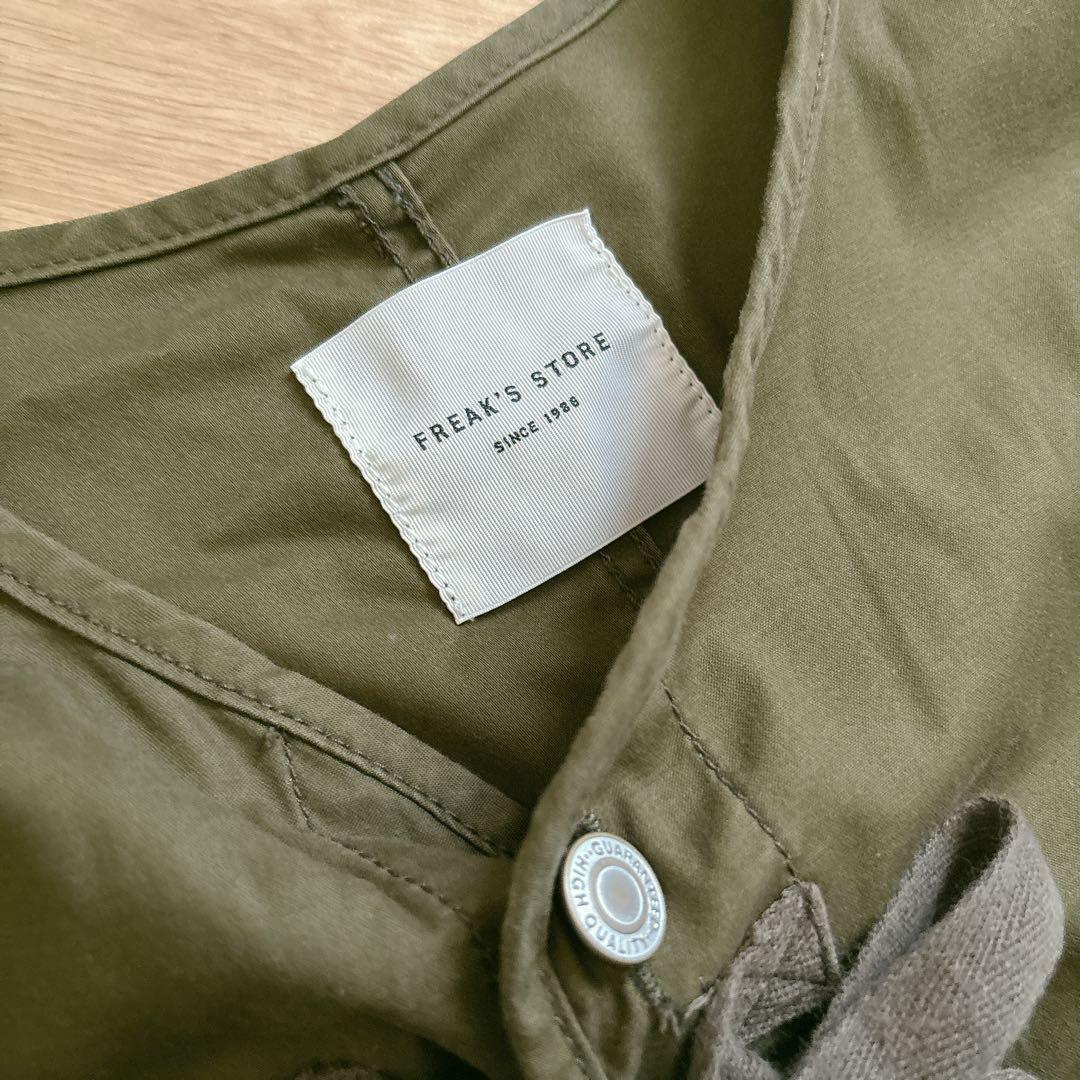 FREAK'S STORE
SINCE 1986
HIGH QUALITY GUARANTEED